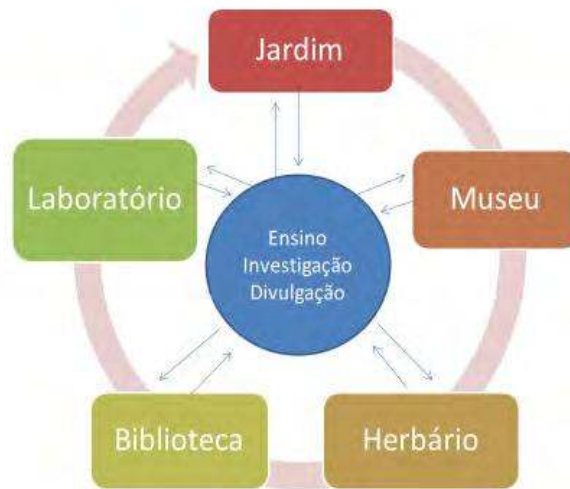 Jardim
Laboratório
Museu
Ensino
Investigação
Divulgação
Biblioteca
Herbário